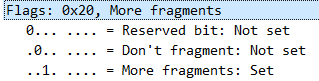 Flags: 0x20, More fragments
0... .... = Reserved bit: Not set
.0.. .... = Don't fragment: Not set
..1. .... = More fragments: Set